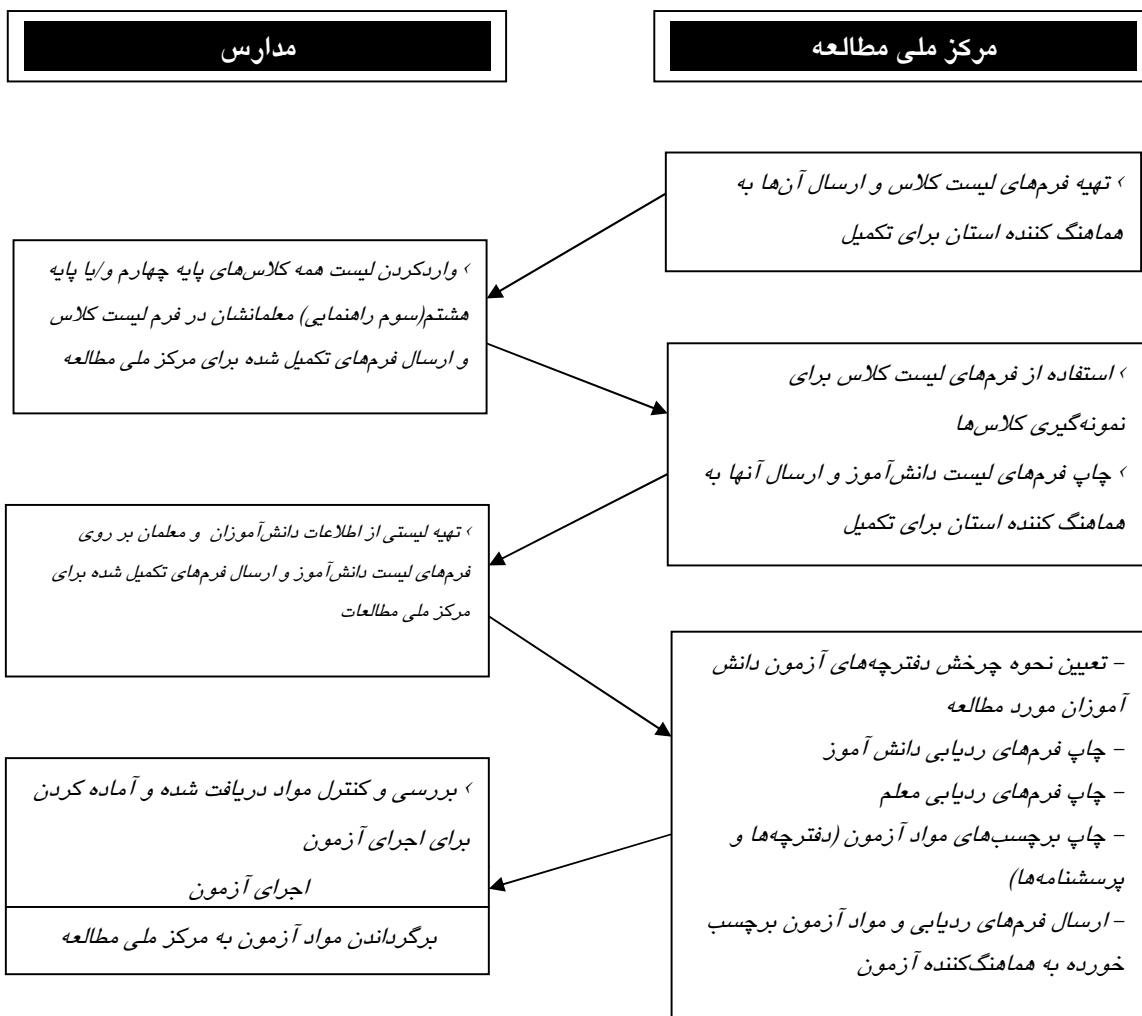 مرکز ملی مطالعه
مدارس
› تهیه فرم‌های لیست کلاس و ارسال آن‌ها به
هماهنگ کننده استان برای تکمیل
› واردکردن لیست همه کلاس‌های پایه چهارم و/یا پایه
هشتم(سوم راهنمایی) معلمانشان در فرم لیست کلاس
و ارسال فرم‌های تکمیل شده برای مرکز ملی مطالعه
› استفاده از فرم‌های لیست کلاس برای
نمونه‌گیری کلاس‌ها
› چاپ فرم‌های لیست دانش‌آموز و ارسال آنها به
هماهنگ کننده استان برای تکمیل
› تهیه لیستی از اطلاعات دانش‌آموزان و معلمان بر روی
فرم‌های لیست دانش‌آموز و ارسال فرم‌های تکمیل شده برای
مرکز ملی مطالعات
– تعیین نحوه چرخش دفترچه‌های آزمون دانش
آموزان مورد مطالعه
– چاپ فرم‌های ردیابی دانش آموز
– چاپ فرم‌های ردیابی معلم
– چاپ برچسب‌های مواد آزمون (دفترچه‌ها و
پرسشنامه‌ها)
– ارسال فرم‌های ردیابی و مواد آزمون برچسب
خورده به هماهنگ‌کننده آزمون
› بررسی و کنترل مواد دریافت شده و آماده کردن
برای اجرای آزمون
اجرای آزمون
برگرداندن مواد آزمون به مرکز ملی مطالعه